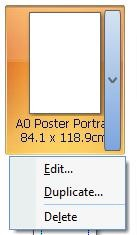 A0 Poster Portra
84.1 x 118.9cm
Edit...
Duplicate...
Delete